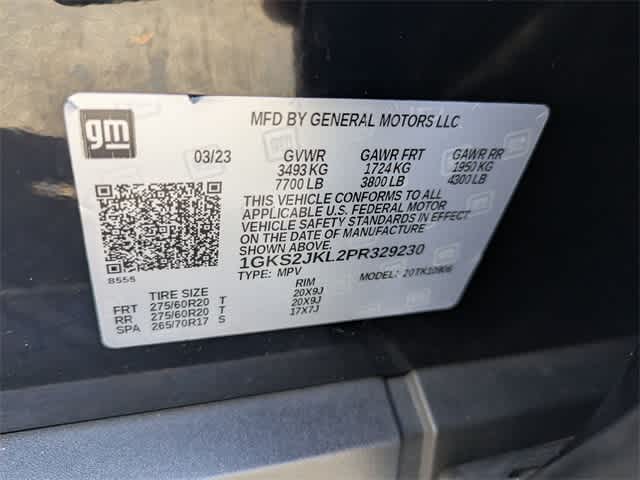 gm
MFD BY GENERAL MOTORS LLC
03/23 GVWR GAWR FRT GAWR RR
3493 KG 1724 KG 1950 KG
7700 LB 3800 LB 4300 LB
THIS VEHICLE CONFORMS TO ALL
APPLICABLE U.S. FEDERAL MOTOR
VEHICLE SAFETY STANDARDS IN EFFECT
ON THE DATE OF MANUFACTURE
SHOWN ABOVE.
1GKS2JKL2PR329230
8555
TYPE: MPV MODEL: 20TK10906
TIRE SIZE RIM
FRT 275/60R20 T 20X9J
RR 275/60R20 T 20X9J
SPA 265/70R17 S 17X7J